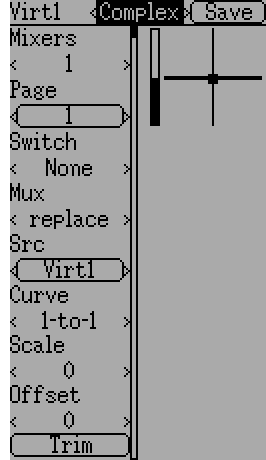 Virt1 Complex Save
Mixers
1
Page
1
Switch
None
Mux
replace
Src
Virt1
Curve
1-to-1
Scale
0
Offset
0
Trim